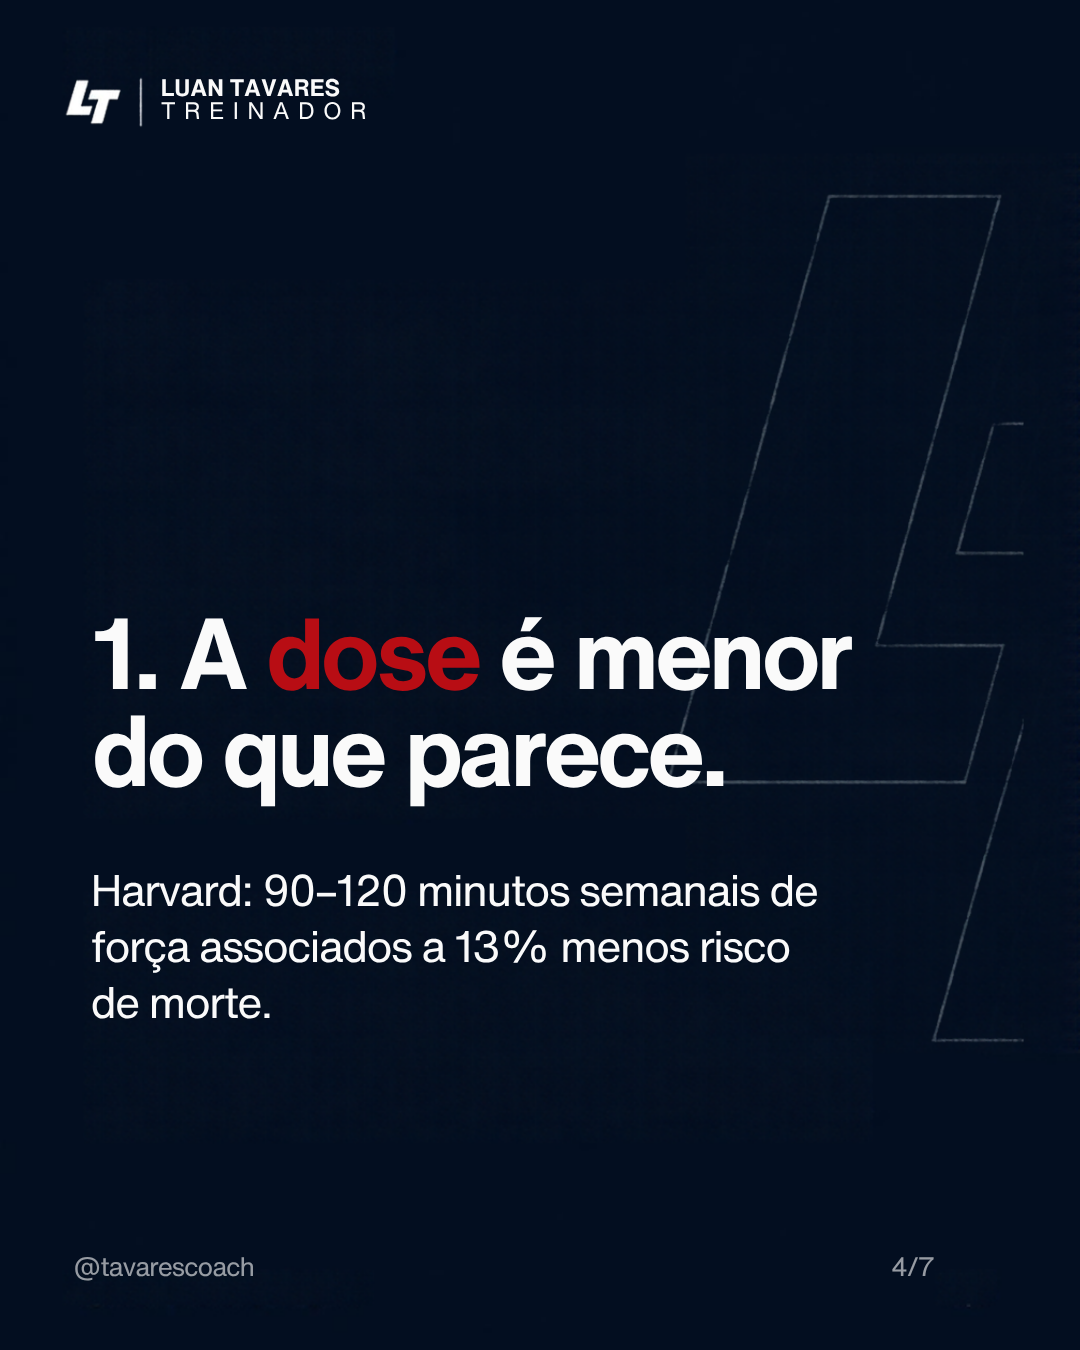 LT
LUAN TAVARES
TREINADOR
1. A dose é menor
do que parece.
Harvard: 90–120 minutos semanais de
força associados a 13% menos risco
de morte.
@tavarescoach
4/7